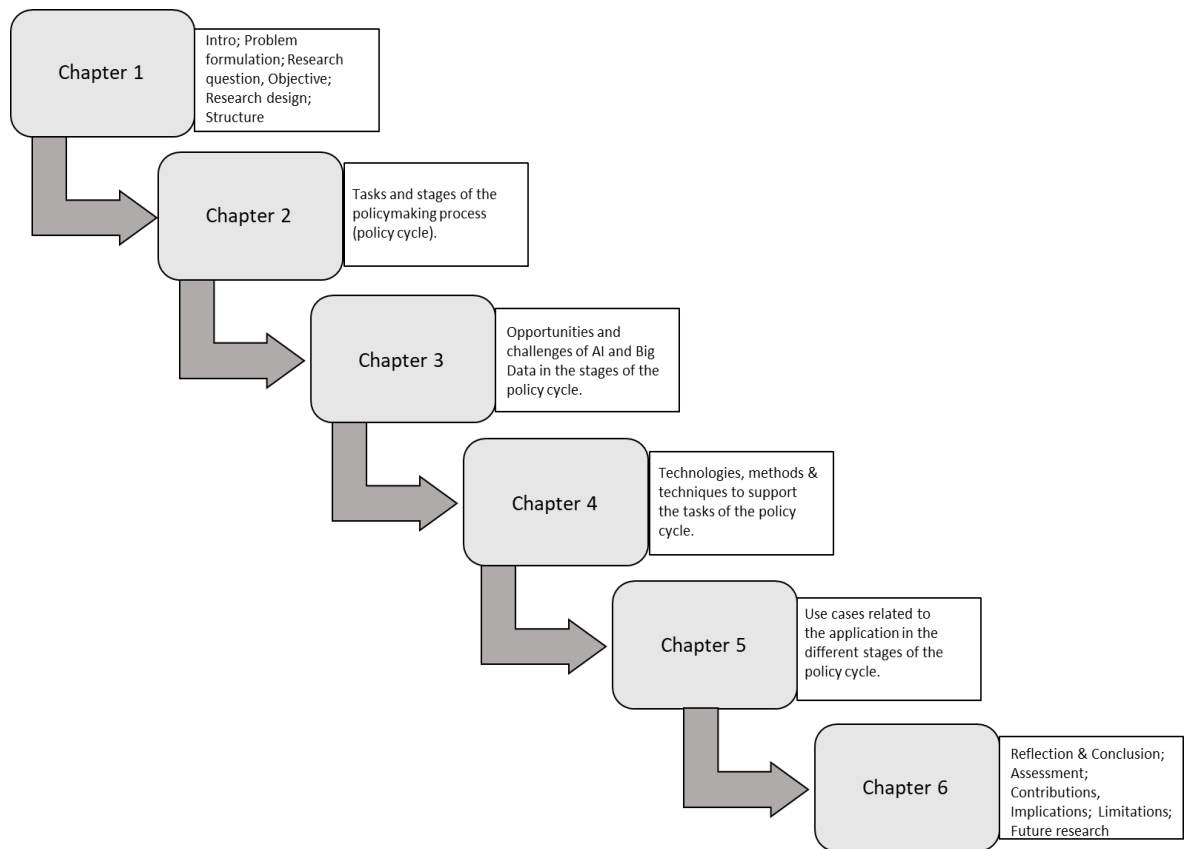 Chapter 1
Intro; Problem
formulation; Research
question, Objective;
Research design;
Structure
Chapter 2
Tasks and stages of the
policymaking process
(policy cycle).
Chapter 3
Opportunities and
challenges of AI and Big
Data in the stages of the
policy cycle.
Chapter 4
Technologies, methods &
techniques to support
the tasks of the policy
cycle.
Chapter 5
Use cases related to
the application in the
different stages of the
policy cycle.
Chapter 6
Reflection & Conclusion;
Assessment;
Contributions,
Implications; Limitations;
Future research